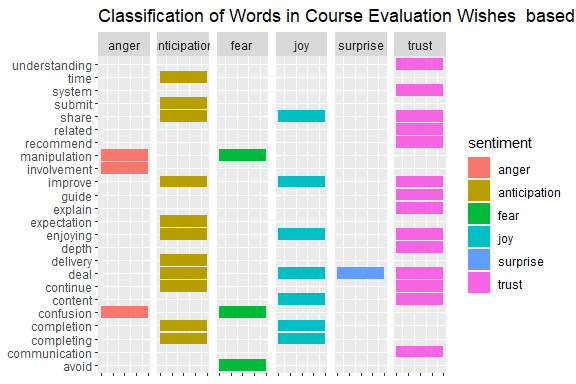 Classification of Words in Course Evaluation Wishes based
anger nticipation fear joy surprise trust
understanding
time
system
submit
share
related
recommend
manipulation
involvement
improve
guide
explain
expectation
enjoying
depth
delivery
deal
continue
content
confusion
completion
completing
communication
avoid
sentiment
anger
anticipation
fear
joy
surprise
trust